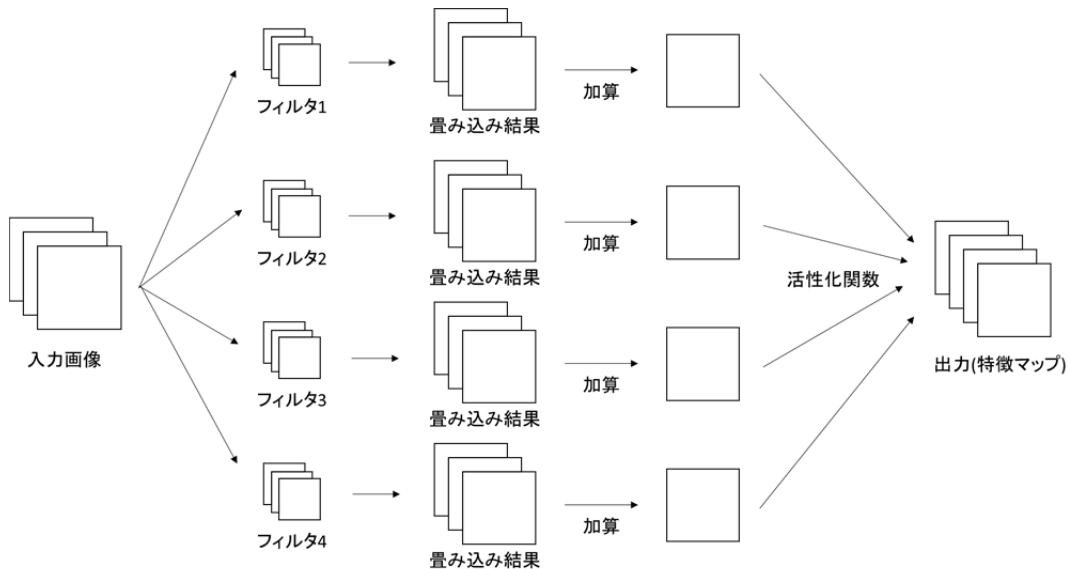 フィルタ1
畳み込み結果
加算
フィルタ2
畳み込み結果
加算
入力画像
活性化関数
出力(特徴マップ)
フィルタ3
畳み込み結果
加算
フィルタ4
畳み込み結果
加算